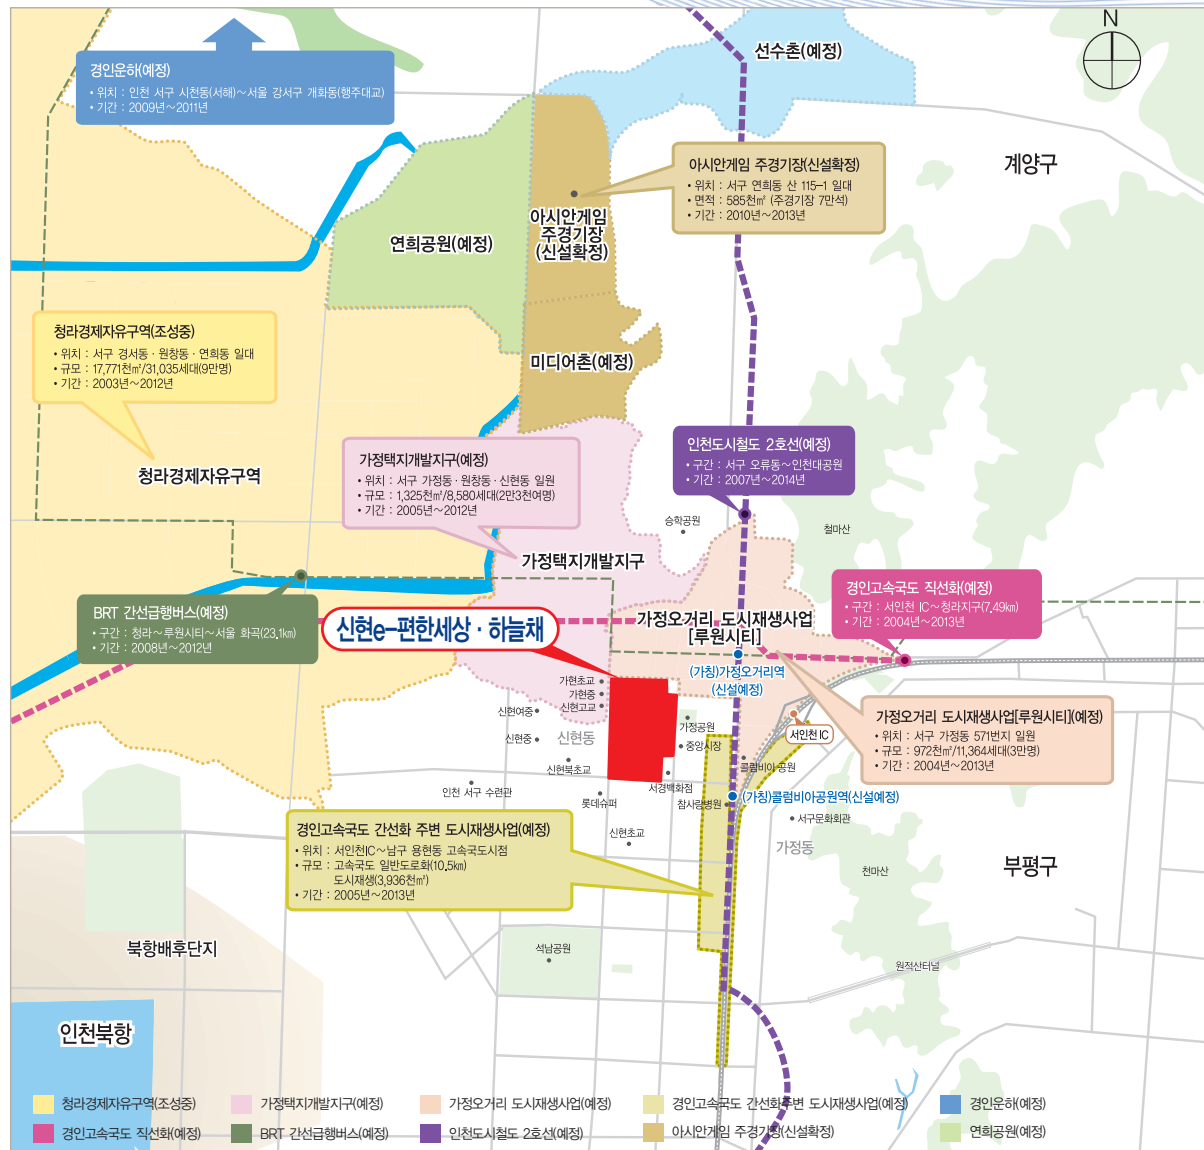 N
선수촌(예정)
경인운하(예정)
• 위치 : 인천 서구 시천동(서해)~서울 강서구 개화동(행주대교)
• 기간 : 2009년~2011년
계양구
아시안게임 주경기장(신설확정)
• 위치 : 서구 연희동 산 115-1 일대
• 면적 : 585천㎡ (주경기장 7만석)
• 기간 : 2010년~2013년
아시안게임
주경기장
(신설확정)
연희공원(예정)
청라경제자유구역(조성중)
• 위치 : 서구 경서동 · 원창동 · 연희동 일대
• 규모 : 17,771천㎡/31,035세대(9만명)
• 기간 : 2003년~2012년
미디어촌(예정)
청라경제자유구역
가정택지개발지구(예정)
• 위치 : 서구 가정동 · 원창동 · 신현동 일원
• 규모 : 1,325천㎡/8,580세대(2만3천여명)
• 기간 : 2005년~2012년
인천도시철도 2호선(예정)
• 구간 : 서구 오류동~인천대공원
• 기간 : 2007년~2014년
승학공원
철마산
가정택지개발지구
경인고속국도 직선화(예정)
• 구간 : 서인천 IC~청라지구(7.49km)
• 기간 : 2004년~2013년
BRT 간선급행버스(예정)
• 구간 : 청라~루원시티~서울 화곡(23.1km)
• 기간 : 2008년~2012년
신현e-편한세상 · 하늘채
가정오거리 도시재생사업
[루원시티]
(가칭)가정오거리역
(신설예정)
가현초교
가현중
신현고교
신현여중
신현중
신현동
신현북초교
가정공원
중앙시장
서인천 IC
가정오거리 도시재생사업[루원시티](예정)
• 위치 : 서구 가정동 571번지 일원
• 규모 : 972천㎡/11,364세대(3만명)
• 기간 : 2004년~2013년
콜럼비아 공원
인천 서구 수련관
롯데슈퍼
서경백화점
참사랑병원
(가칭)콜럼비아공원역(신설예정)
서구문화회관
신현초교
가정동
경인고속국도 간선화 주변 도시재생사업(예정)
• 위치 : 서인천IC~남구 용현동 고속국도시점
• 규모 : 고속국도 일반도로화(10.5km)
도시재생(3,936천㎡)
• 기간 : 2005년~2013년
천마산
부평구
북항배후단지
석남공원
원적산터널
인천북항
청라경제자유구역(조성중)
가정택지개발지구(예정)
가정오거리 도시재생사업(예정)
경인고속국도 간선화주변 도시재생사업(예정)
경인운하(예정)
경인고속국도 직선화(예정)
BRT 간선급행버스(예정)
인천도시철도 2호선(예정)
아시안게임 주경기장(신설확정)
연희공원(예정)